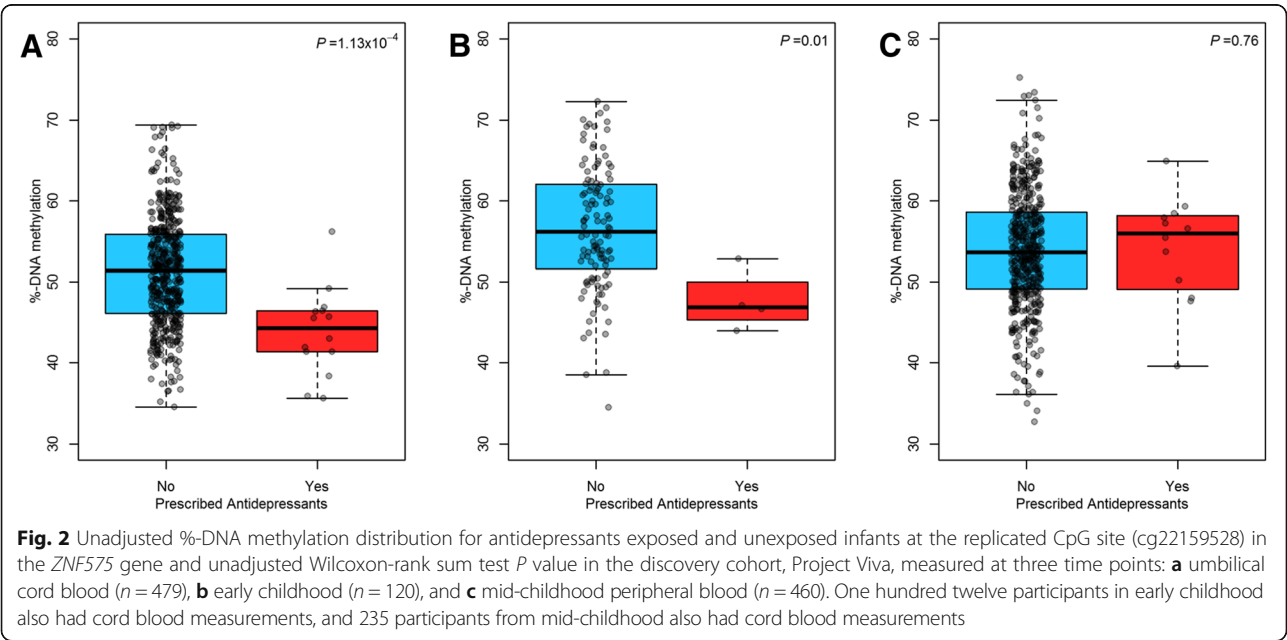 A
P =1.13x10⁻⁴
80
70
60
50
40
30
%-DNA methylation
No
Yes
Prescribed Antidepressants
B
P =0.01
80
70
60
50
40
30
%-DNA methylation
No
Yes
Prescribed Antidepressants
C
P =0.76
80
70
60
50
40
30
%-DNA methylation
No
Yes
Prescribed Antidepressants
Fig. 2 Unadjusted %-DNA methylation distribution for antidepressants exposed and unexposed infants at the replicated CpG site (cg22159528) in
the ZNF575 gene and unadjusted Wilcoxon-rank sum test P value in the discovery cohort, Project Viva, measured at three time points: a umbilical
cord blood (n = 479), b early childhood (n = 120), and c mid-childhood peripheral blood (n = 460). One hundred twelve participants in early childhood
also had cord blood measurements, and 235 participants from mid-childhood also had cord blood measurements